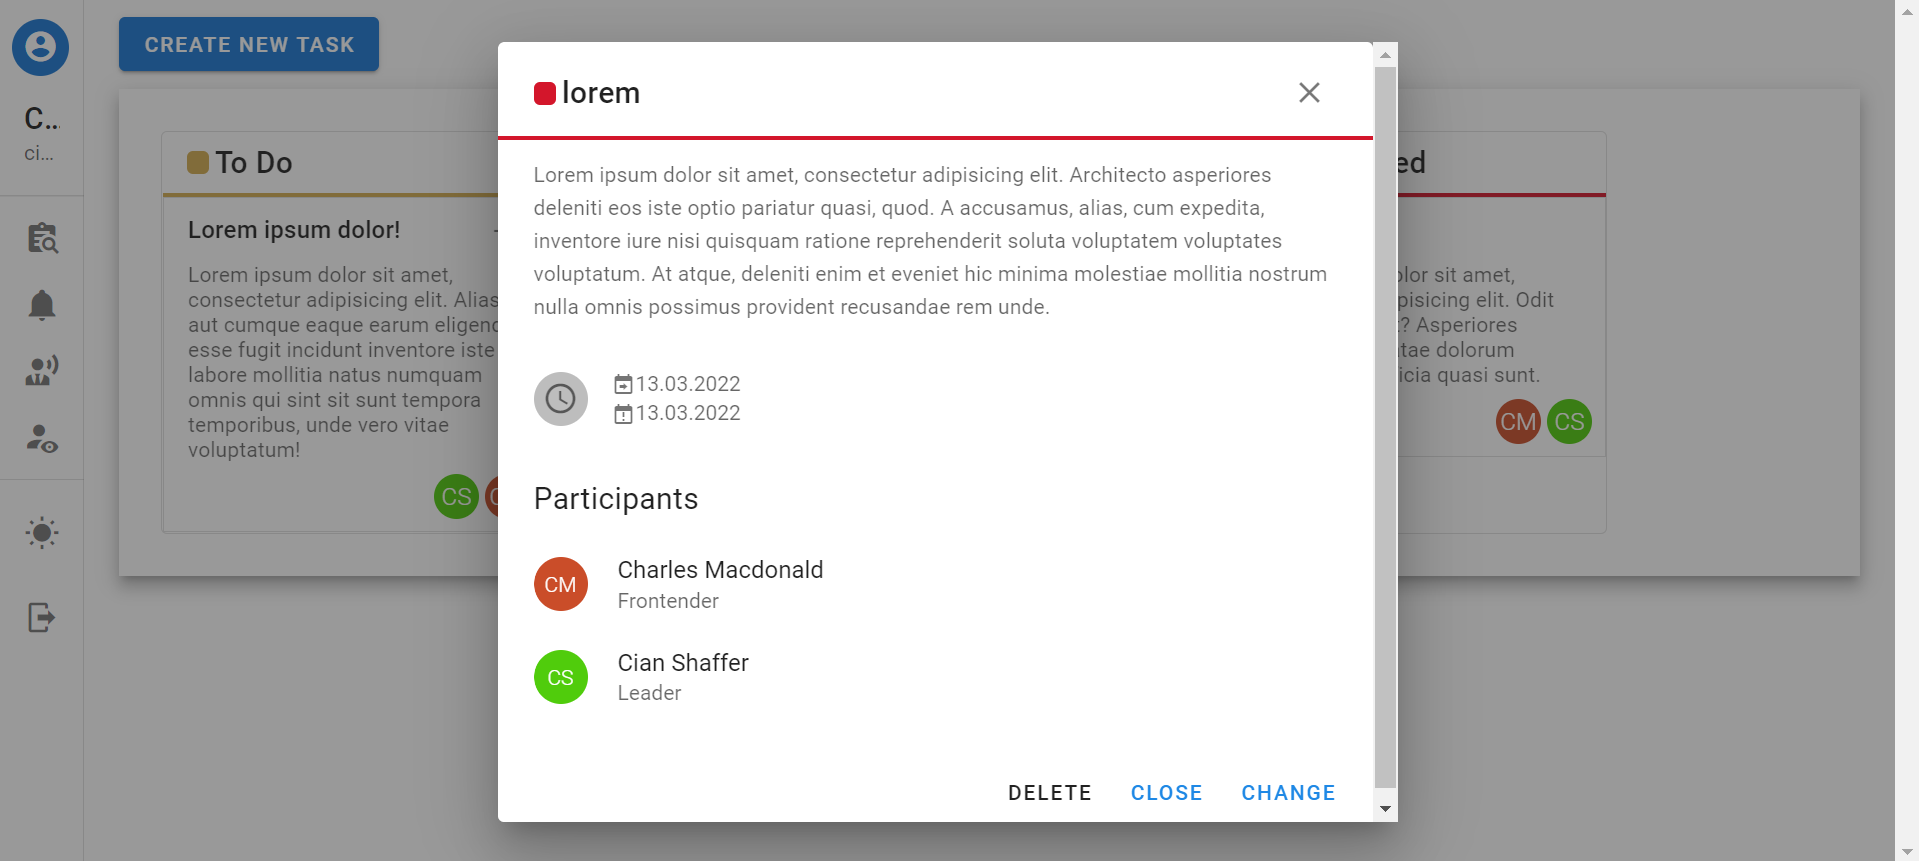 CREATE NEW TASK
C...
ci...
To Do
Lorem ipsum dolor!
Lorem ipsum dolor sit amet,
consectetur adipisicing elit. Alias
aut cumque eaque earum eligend
esse fugit incidunt inventore iste
labore mollitia natus numquam
omnis qui sint sit sunt tempora
temporibus, unde vero vitae
voluptatum!
CS
lorem
Lorem ipsum dolor sit amet, consectetur adipisicing elit. Architecto asperiores
deleniti eos iste optio pariatur quasi, quod. A accusamus, alias, cum expedita,
inventore iure nisi quisquam ratione reprehenderit soluta voluptatem voluptates
voluptatum. At atque, deleniti enim et eveniet hic minima molestiae mollitia nostrum
nulla omnis possimus provident recusandae rem unde.
13.03.2022
13.03.2022
Participants
CM
Charles Macdonald
Frontender
CS
Cian Shaffer
Leader
DELETE CLOSE CHANGE
ed
olor sit amet,
pisicing elit. Odit
? Asperiores
tae dolorum
icia quasi sunt.
CM CS